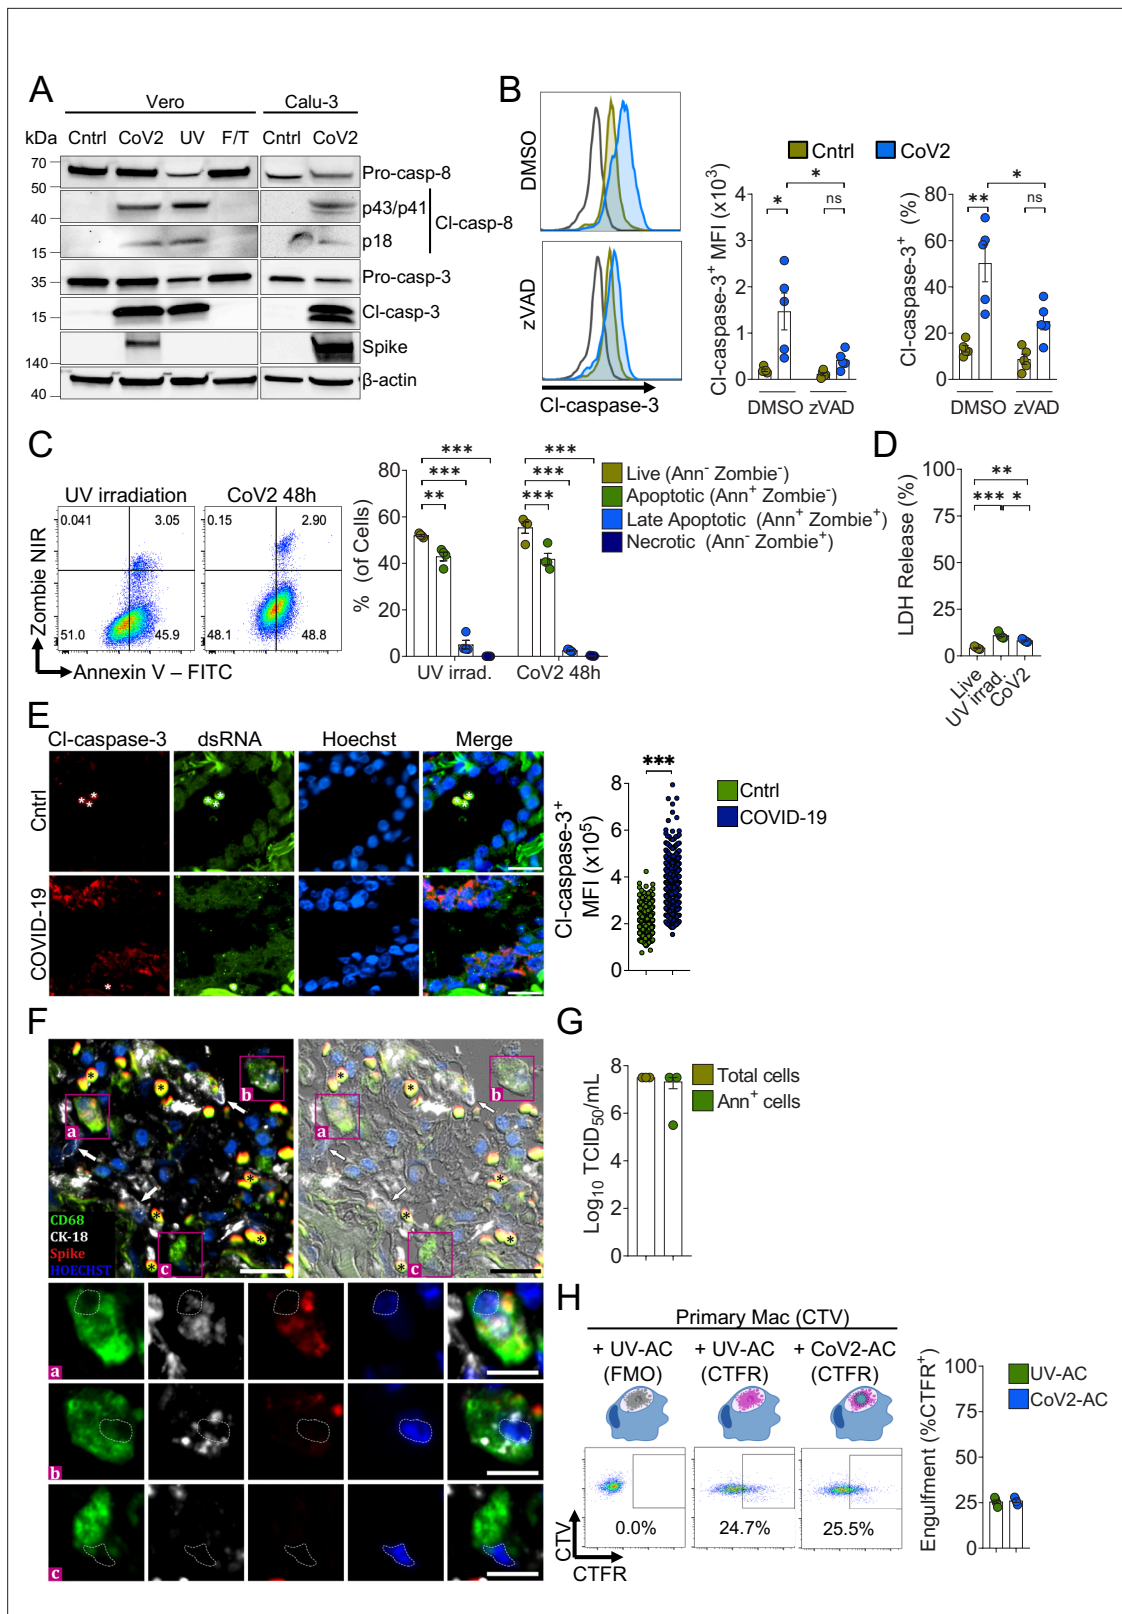 A
Vero
Calu-3
kDa
Cntrl
CoV2
UV
F/T
Cntrl
CoV2
70
50
40
15
35
15
140
40
Pro-casp-8
p43/p41
Cl-casp-8
p18
Pro-casp-3
Cl-casp-3
Spike
β-actin
B
DMSO
zVAD
Cl-caspase-3
Cntrl
CoV2
Cl-caspase-3⁺ MFI (x10³)
4
3
2
1
0
*
*
ns
DMSO
zVAD
Cl-caspase-3⁺ (%)
80
60
40
20
0
*
**
ns
DMSO
zVAD
C
UV irradiation
CoV2 48h
0.041
3.05
51.0
45.9
0.15
2.90
48.1
48.8
Zombie NIR
Annexin V – FITC
% (of Cells)
80
60
40
20
0
***
***
**
***
***
***
UV irrad.
CoV2 48h
Live (Ann⁻ Zombie⁻)
Apoptotic (Ann⁺ Zombie⁻)
Late Apoptotic (Ann⁺ Zombie⁺)
Necrotic (Ann⁻ Zombie⁺)
D
LDH Release (%)
100
75
50
25
0
**
***
*
Live
UV irrad.
CoV2
E
Cl-caspase-3
dsRNA
Hoechst
Merge
Cntrl
COVID-19
Cl-caspase-3⁺
MFI (x10⁵)
8
6
4
2
0
***
Cntrl
COVID-19
F
a
b
c
CD68
CK-18
Spike
HOECHST
a
b
c
a
b
c
G
Log₁₀ TCID₅₀/mL
8
6
4
2
0
Total cells
Ann⁺ cells
H
Primary Mac (CTV)
+ UV-AC
(FMO)
+ UV-AC
(CTFR)
+ CoV2-AC
(CTFR)
0.0%
24.7%
25.5%
CTV
CTFR
Engulfment (%CTFR⁺)
100
75
50
25
0
UV-AC
CoV2-AC